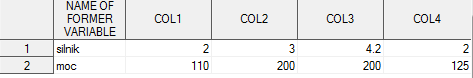 NAME OF FORMER VARIABLE COL1 COL2 COL3 COL4
1 silnik 2 3 4.2 2
2 moc 110 200 200 125